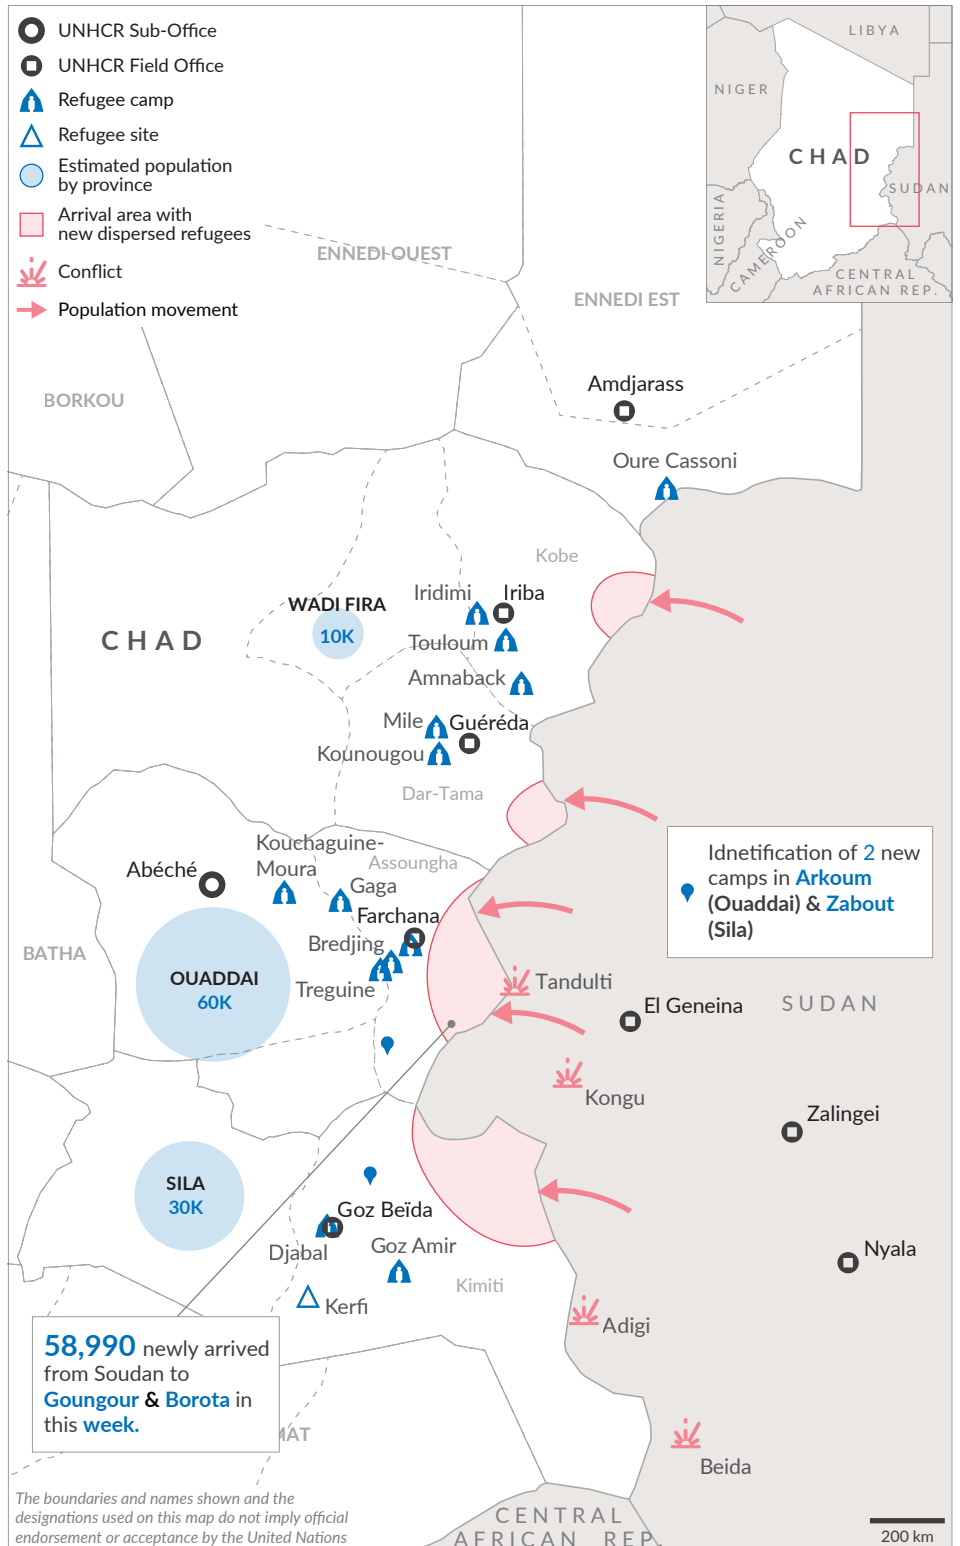 UNHCR Sub-Office
UNHCR Field Office
Refugee camp
Refugee site
Estimated population
by province
Arrival area with
new dispersed refugees
Conflict
Population movement
LIBYA
NIGER
CHAD
SUDAN
NIGERIA
CAMEROON
CENTRAL
AFRICAN REP.
ENNEDI OUEST
ENNEDI EST
BORKOU
Amdjarass
Oure Cassoni
Kobe
Iridimi
Iriba
WADI FIRA
10K
CHAD
Touloum
Amnaback
Mile
Guéréda
Kounougou
Dar-Tama
Kouchaguine-
Moura
Assoungha
Abéché
Gaga
Farchana
Bredjing
Treguine
BATHA
OUADDAI
60K
Idnetification of 2 new
camps in Arkoum
(Ouaddai) & Zabout
(Sila)
Tandulti
El Geneina
SUDAN
Kongu
Zalingei
SILA
30K
Goz Beïda
Djabal
Goz Amir
Kimiti
Kerfi
Nyala
Adigi
58,990 newly arrived
from Soudan to
Goungour & Borota in
this week.
MAT
Beida
The boundaries and names shown and the
designations used on this map do not imply official
endorsement or acceptance by the United Nations
CENTRAL
AFRICAN REP.
200 km